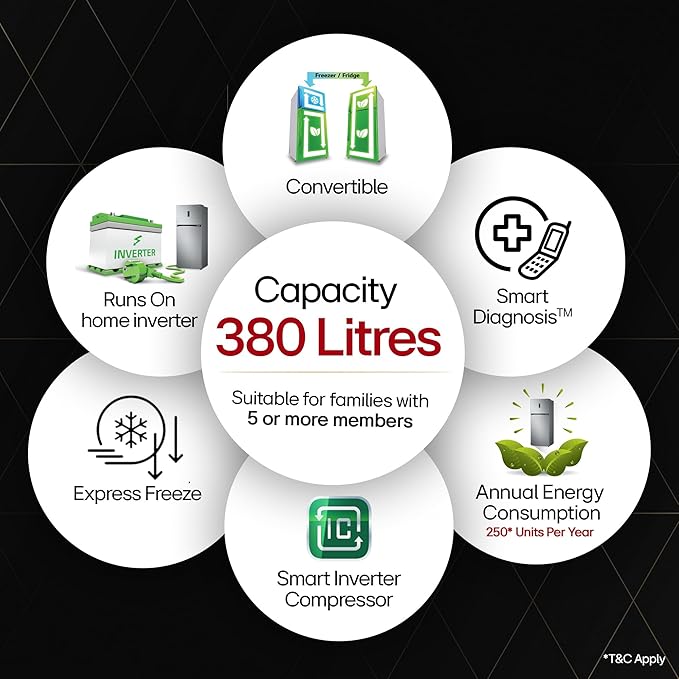 Freezer / Fridge
Convertible
INVERTER
Runs On
home inverter
Smart
Diagnosis™
Capacity
380 Litres
Suitable for families with
5 or more members
Express Freeze
Annual Energy
Consumption
250* Units Per Year
IC
Smart Inverter
Compressor
*T&C Apply